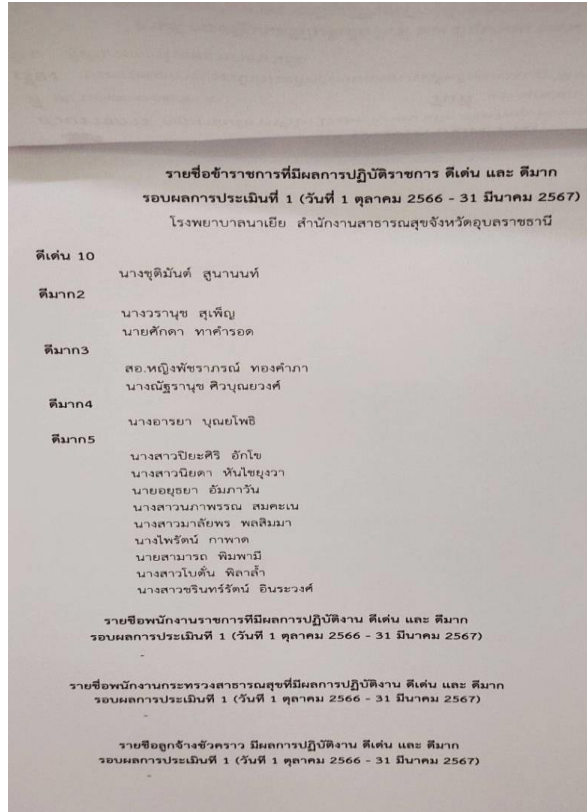 รายชื่อข้าราชการที่มีผลการปฏิบัติราชการ ดีเด่น และ ดีมาก
รอบผลการประเมินที่ 1 (วันที่ 1 ตุลาคม 2566 - 31 มีนาคม 2567)
โรงพยาบาลนาเยีย สำนักงานสาธารณสุขจังหวัดอุบลราชธานี
ดีเด่น 10
นางชุติมันต์ สูนานนท์
ดีมาก2
นางวรานุช สุเพ็ญ
นายศักดา ทาคำรอด
ดีมาก3
สอ.หญิงพัชราภรณ์ ทองคำภา
นางณัฐรานุช ศิวบุณยวงศ์
ดีมาก4
นางอารยา บุณยโพธิ
ดีมาก5
นางสาวปิยะศิริ อักโข
นางสาวนิยดา หันไชยุงวา
นายอยุธยา อัมภาวัน
นางสาวนภาพรรณ สมคะเน
นางสาวมาลัยพร พลสิมมา
นางไพรัตน์ กาพาด
นายสามารถ พิมพามี
นางสาวโบตั๋น พิลาล้ำ
นางสาวชรินทร์รัตน์ อินระวงศ์
รายชื่อพนักงานราชการที่มีผลการปฏิบัติงาน ดีเด่น และ ดีมาก
รอบผลการประเมินที่ 1 (วันที่ 1 ตุลาคม 2566 - 31 มีนาคม 2567)
-
รายชื่อพนักงานกระทรวงสาธารณสุขที่มีผลการปฏิบัติงาน ดีเด่น และ ดีมาก
รอบผลการประเมินที่ 1 (วันที่ 1 ตุลาคม 2566 - 31 มีนาคม 2567)
-
รายชื่อลูกจ้างชั่วคราว มีผลการปฏิบัติงาน ดีเด่น และ ดีมาก
รอบผลการประเมินที่ 1 (วันที่ 1 ตุลาคม 2566 - 31 มีนาคม 2567)
-